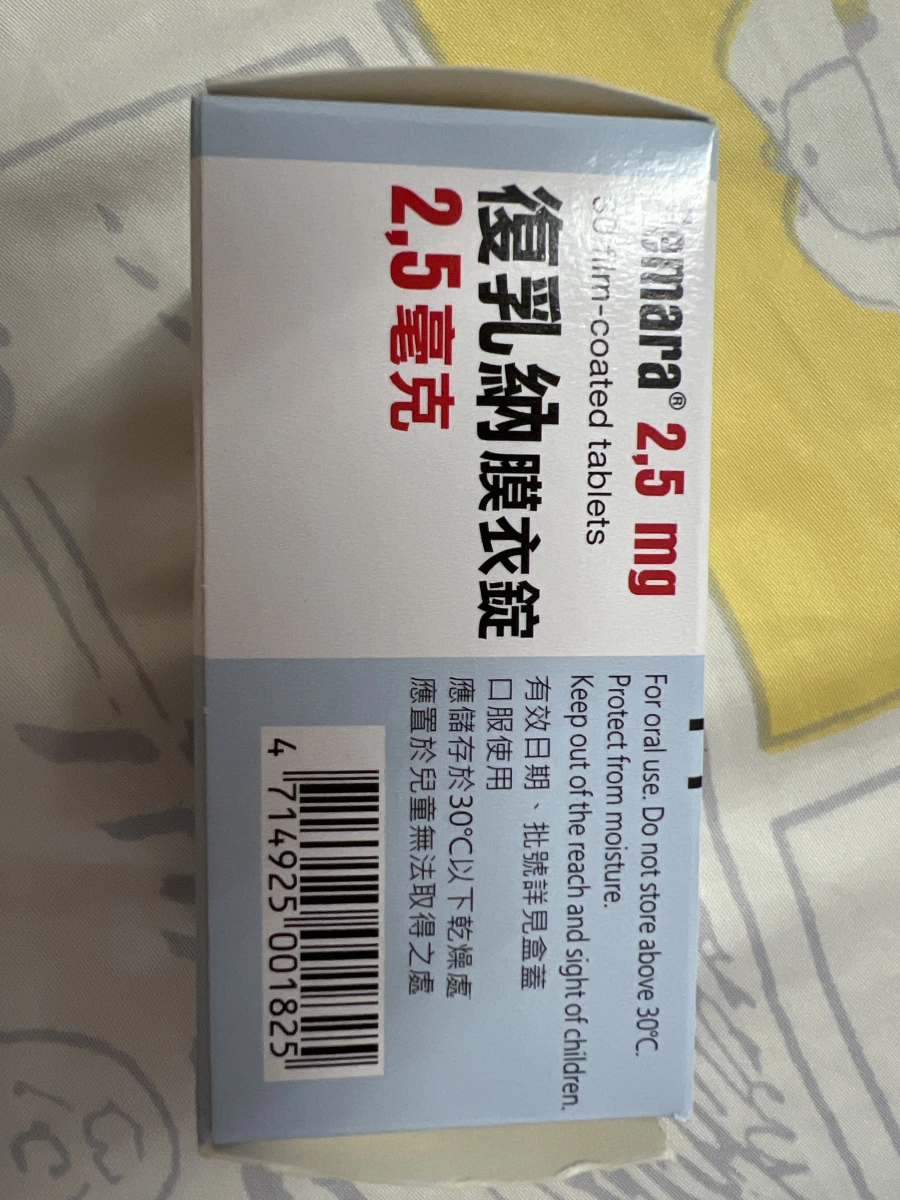 emara® 2,5 mg
30 film-coated tablets
復乳納膜衣錠
2,5毫克
For oral use. Do not store above 30°C.
Protect from moisture.
Keep out of the reach and sight of children.
有效日期、批號詳見盒蓋
口服使用
應儲存於30℃以下乾燥處
應置於兒童無法取得之處
4 714925 001825